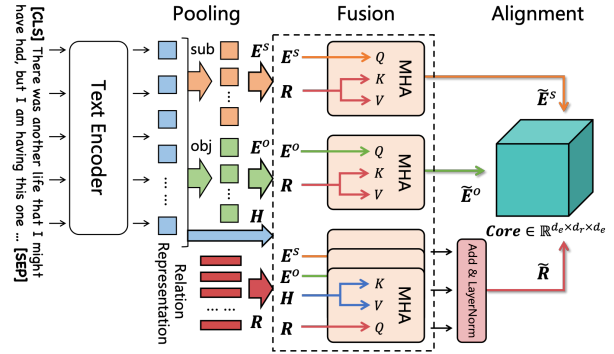 Pooling
Fusion
Alignment
[CLS] There was another life that I might
have had, but I am having this one ... [SEP]
Text Encoder
... ...
sub
...
E^s
obj
...
E^o
H
Relation
Representation
... ...
R
E^s
R
Q
K
V
MHA
E^o
R
Q
K
V
MHA
E^s
E^o
H
R
K
V
Q
MHA
Add & LayerNorm
Ẽ^s
Ẽ^o
Core ∈ ℝ^{d_e×d_r×d_e}
R̃